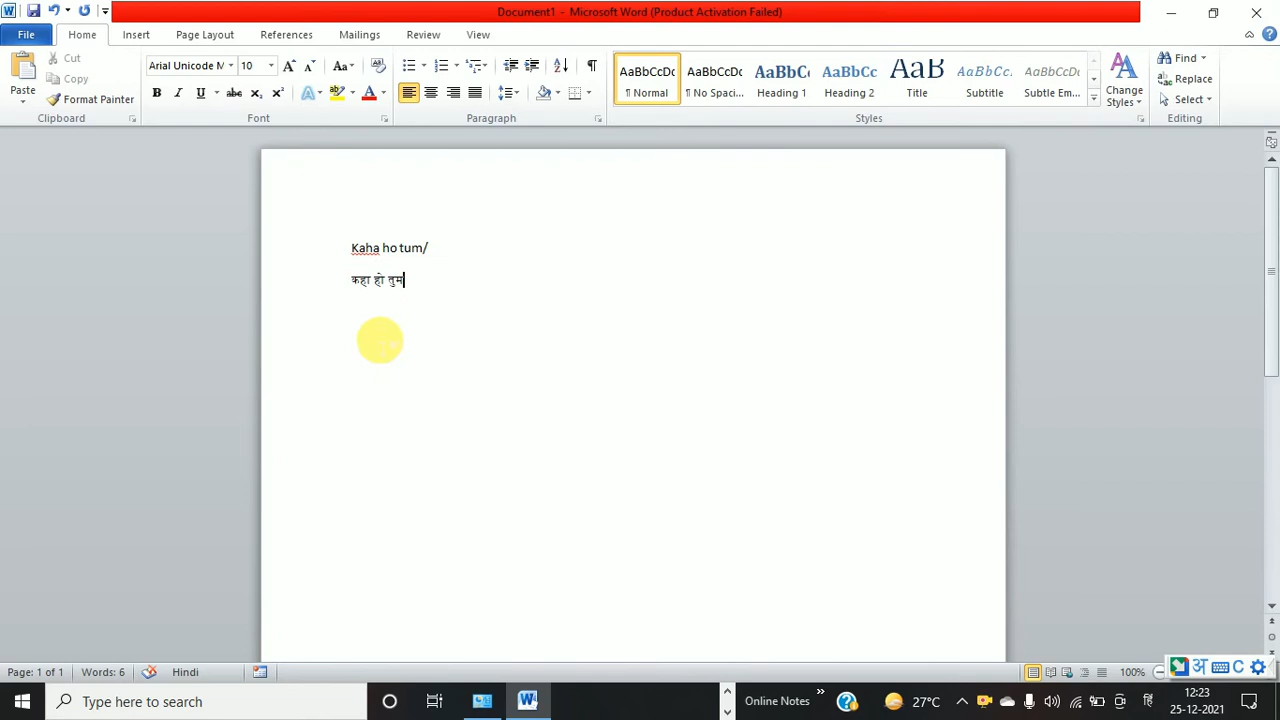 Document1 - Microsoft Word (Product Activation Failed)
File Home Insert Page Layout References Mailings Review View
Paste Cut Copy Format Painter
Clipboard
Arial Unicode M 10
Font
Paragraph
AaBbCcDc AaBbCcDc AaBbC AaBbCc AaB AaBbCc. AaBbCcDc
¶ Normal ¶ No Spaci... Heading 1 Heading 2 Title Subtitle Subtle Em...
Styles
Change Styles
Find Replace Select
Editing
Kaha ho tum/
कहा हो तुम
Page: 1 of 1 Words: 6 Hindi 100%
अ
Type here to search
Online Notes » 27°C हि 12:23
25-12-2021